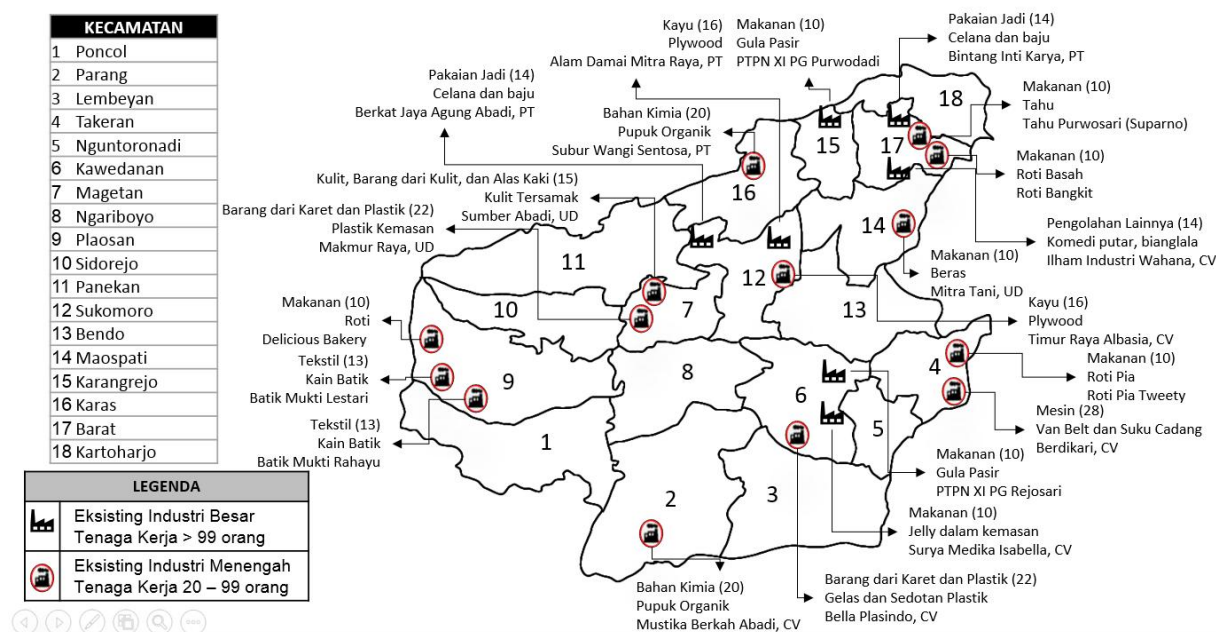 KECAMATAN
1 Poncol
2 Parang
3 Lembeyan
4 Takeran
5 Nguntoronadi
6 Kawedanan
7 Magetan
8 Ngariboyo
9 Plaosan
10 Sidorejo
11 Panekan
12 Sukomoro
13 Bendo
14 Maospati
15 Karangrejo
16 Karas
17 Barat
18 Kartoharjo
LEGENDA
Eksisting Industri Besar
Tenaga Kerja > 99 orang
Eksisting Industri Menengah
Tenaga Kerja 20 – 99 orang
Pakaian Jadi (14)
Celana dan baju
Berkat Jaya Agung Abadi, PT
Kayu (16)
Plywood
Alam Damai Mitra Raya, PT
Makanan (10)
Gula Pasir
PTPN XI PG Purwodadi
Pakaian Jadi (14)
Celana dan baju
Bintang Inti Karya, PT
Bahan Kimia (20)
Pupuk Organik
Subur Wangi Sentosa, PT
Makanan (10)
Tahu
Tahu Purwosari (Suparno)
Makanan (10)
Roti Basah
Roti Bangkit
Kulit, Barang dari Kulit, dan Alas Kaki (15)
Kulit Tersamak
Sumber Abadi, UD
Barang dari Karet dan Plastik (22)
Plastik Kemasan
Makmur Raya, UD
Pengolahan Lainnya (14)
Komedi putar, bianglala
Ilham Industri Wahana, CV
Makanan (10)
Beras
Mitra Tani, UD
Makanan (10)
Roti
Delicious Bakery
Kayu (16)
Plywood
Timur Raya Albasia, CV
Tekstil (13)
Kain Batik
Batik Mukti Lestari
Makanan (10)
Roti Pia
Roti Pia Tweety
Tekstil (13)
Kain Batik
Batik Mukti Rahayu
Mesin (28)
Van Belt dan Suku Cadang
Berdikari, CV
Makanan (10)
Gula Pasir
PTPN XI PG Rejosari
Makanan (10)
Jelly dalam kemasan
Surya Medika Isabella, CV
Bahan Kimia (20)
Pupuk Organik
Mustika Berkah Abadi, CV
Barang dari Karet dan Plastik (22)
Gelas dan Sedotan Plastik
Bella Plasindo, CV
18
15
17
16
14
11
12
13
10
7
4
9
8
6
5
1
2
3